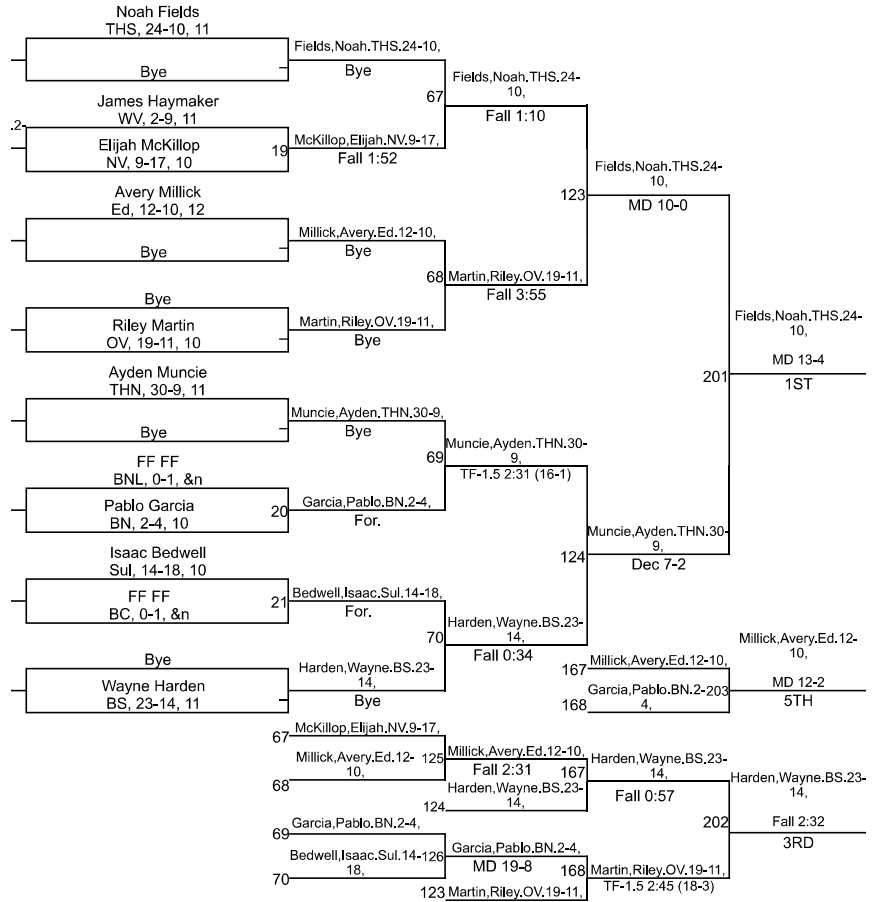 Noah Fields
THS, 24-10, 11
Bye
James Haymaker
WV, 2-9, 11
.2-
Elijah McKillop
NV, 9-17, 10
19
Avery Millick
Ed, 12-10, 12
Bye
Bye
Riley Martin
OV, 19-11, 10
Ayden Muncie
THN, 30-9, 11
Bye
FF FF
BNL, 0-1, &n
Pablo Garcia
BN, 2-4, 10
20
Isaac Bedwell
Sul, 14-18, 10
FF FF
BC, 0-1, &n
21
Bye
Wayne Harden
BS, 23-14, 11
Fields,Noah.THS.24-10,
Bye
67
McKillop,Elijah.NV.9-17,
Fall 1:52
Millick,Avery.Ed.12-10,
Bye
68
Martin,Riley.OV.19-11,
Bye
Muncie,Ayden.THN.30-9,
Bye
69
Garcia,Pablo.BN.2-4,
For.
Bedwell,Isaac.Sul.14-18,
For.
70
Harden,Wayne.BS.23-
14,
Bye
Fields,Noah.THS.24-
10,
Fall 1:10
123
Martin,Riley.OV.19-11,
Fall 3:55
Muncie,Ayden.THN.30-
9,
TF-1.5 2:31 (16-1)
124
Harden,Wayne.BS.23-
14,
Fall 0:34
Fields,Noah.THS.24-
10,
MD 10-0
201
Muncie,Ayden.THN.30-
9,
Dec 7-2
Fields,Noah.THS.24-
10,
MD 13-4
1ST
167
Millick,Avery.Ed.12-10,
168
Garcia,Pablo.BN.2-
4,
203
Millick,Avery.Ed.12-
10,
MD 12-2
5TH
67
McKillop,Elijah.NV.9-17,
68
Millick,Avery.Ed.12-
10,
125
Millick,Avery.Ed.12-10,
Fall 2:31
124
Harden,Wayne.BS.23-
14,
167
Harden,Wayne.BS.23-
14,
Fall 0:57
69
Garcia,Pablo.BN.2-4,
70
Bedwell,Isaac.Sul.14-
18,
126
Garcia,Pablo.BN.2-4,
MD 19-8
123
Martin,Riley.OV.19-11,
168
Martin,Riley.OV.19-11,
TF-1.5 2:45 (18-3)
202
Harden,Wayne.BS.23-
14,
Fall 2:32
3RD